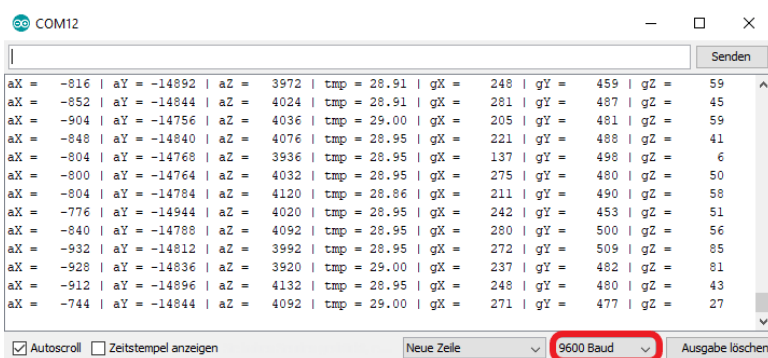 COM12
Senden
aX =   -816 | aY = -14892 | aZ =   3972 | tmp = 28.91 | gX =    248 | gY =    459 | gZ =     59
aX =   -852 | aY = -14844 | aZ =   4024 | tmp = 28.91 | gX =    281 | gY =    487 | gZ =     45
aX =   -904 | aY = -14756 | aZ =   4036 | tmp = 29.00 | gX =    205 | gY =    481 | gZ =     59
aX =   -848 | aY = -14840 | aZ =   4076 | tmp = 28.95 | gX =    221 | gY =    488 | gZ =     41
aX =   -804 | aY = -14768 | aZ =   3936 | tmp = 28.95 | gX =    137 | gY =    498 | gZ =      6
aX =   -800 | aY = -14764 | aZ =   4032 | tmp = 28.95 | gX =    275 | gY =    480 | gZ =     50
aX =   -804 | aY = -14784 | aZ =   4120 | tmp = 28.86 | gX =    211 | gY =    490 | gZ =     58
aX =   -776 | aY = -14944 | aZ =   4020 | tmp = 28.95 | gX =    242 | gY =    453 | gZ =     51
aX =   -840 | aY = -14788 | aZ =   4092 | tmp = 28.95 | gX =    280 | gY =    500 | gZ =     56
aX =   -932 | aY = -14812 | aZ =   3992 | tmp = 28.95 | gX =    272 | gY =    509 | gZ =     85
aX =   -928 | aY = -14836 | aZ =   3920 | tmp = 29.00 | gX =    237 | gY =    482 | gZ =     81
aX =   -912 | aY = -14896 | aZ =   4132 | tmp = 28.95 | gX =    248 | gY =    480 | gZ =     43
aX =   -744 | aY = -14844 | aZ =   4092 | tmp = 29.00 | gX =    271 | gY =    477 | gZ =     27
Autoscroll Zeitstempel anzeigen Neue Zeile 9600 Baud Ausgabe löschen